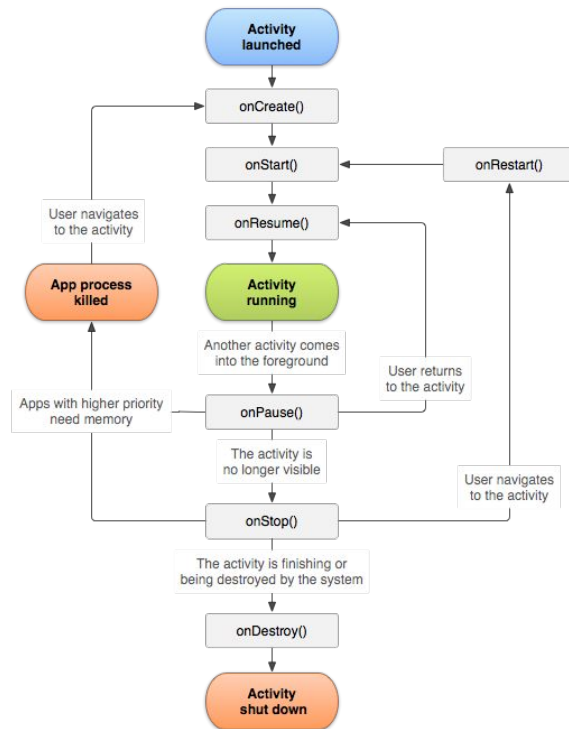 Activity
launched
onCreate()
onStart()
onRestart()
User navigates
to the activity
onResume()
App process
killed
Activity
running
Another activity comes
into the foreground
User returns
to the activity
Apps with higher priority
need memory
onPause()
The activity is
no longer visible
User navigates
to the activity
onStop()
The activity is finishing or
being destroyed by the system
onDestroy()
Activity
shut down